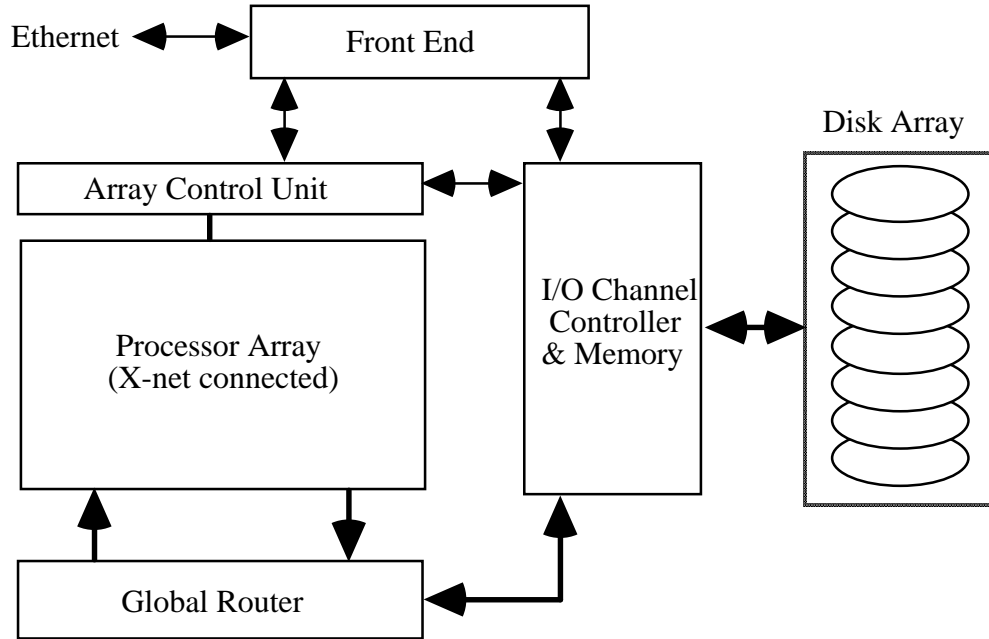 Ethernet
Front End
Disk Array
Array Control Unit
I/O Channel
Controller
& Memory
Processor Array
(X-net connected)
Global Router